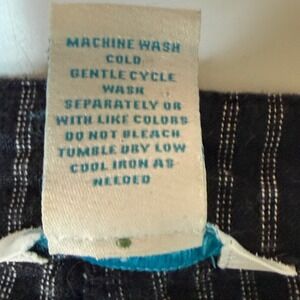 MACHINE WASH
COLD
GENTLE CYCLE
WASH
SEPARATELY OR
WITH LIKE COLORS
DO NOT BLEACH
TUMBLE DRY LOW
COOL IRON AS
NEEDED